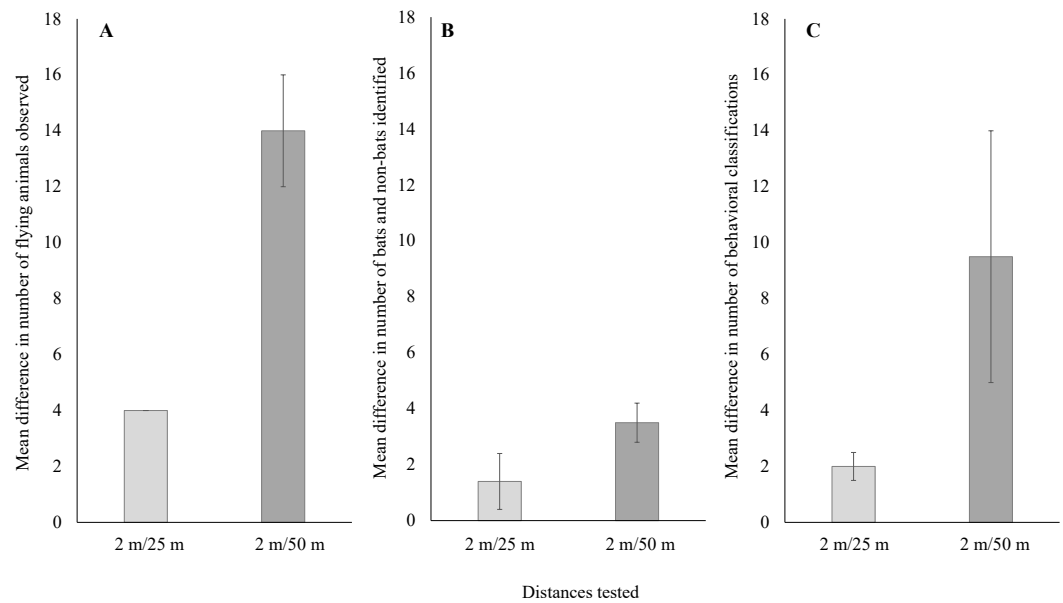 A
Mean difference in number of flying animals observed
18
16
14
12
10
8
6
4
2
0
2 m/25 m
2 m/50 m
B
Mean difference in number of bats and non-bats identified
18
16
14
12
10
8
6
4
2
0
2 m/25 m
2 m/50 m
C
Mean difference in number of behavioral classifications
18
16
14
12
10
8
6
4
2
0
2 m/25 m
2 m/50 m
Distances tested